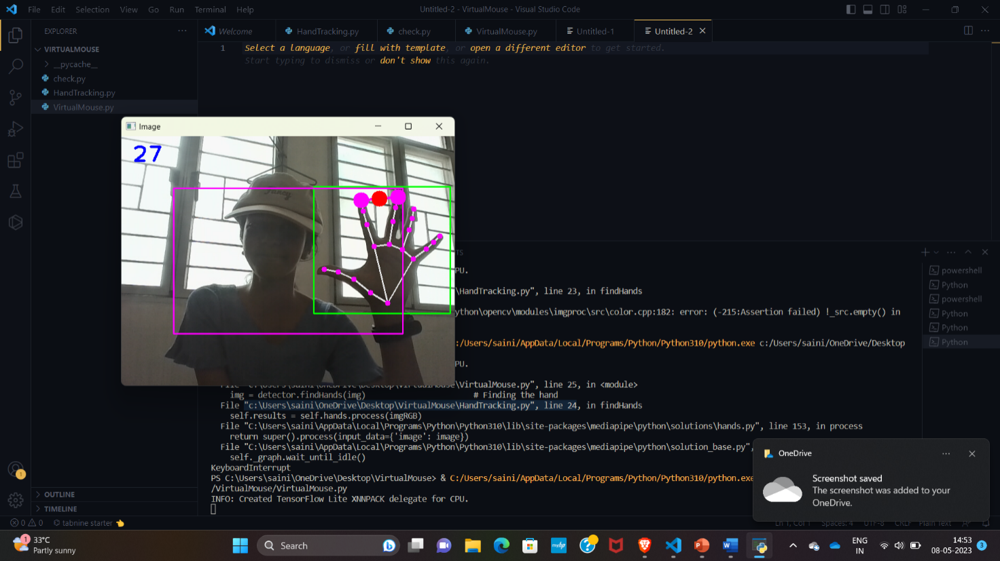 File Edit Selection View Go Run Terminal Help
Untitled-2 - VirtualMouse - Visual Studio Code
EXPLORER
Welcome HandTracking.py check.py VirtualMouse.py Untitled-1 Untitled-2
VIRTUALMOUSE
__pycache__
check.py
HandTracking.py
VirtualMouse.py
1 Select a language, or fill with template, or open a different editor to get started.
Start typing to dismiss or don't show this again.
Image
27
TS
PU.
\HandTracking.py", line 23, in findHands
ython\opencv\modules\imgproc\src\color.cpp:182: error: (-215:Assertion failed) !_src.empty() in
:/Users/saini/AppData/Local/Programs/Python/Python310/python.exe c:/Users/saini/OneDrive/Desktop
PU.
File "c:\Users\saini\OneDrive\Desktop\VirtualMouse\VirtualMouse.py", line 25, in <module>
img = detector.findHands(img) # Finding the hand
File "c:\Users\saini\OneDrive\Desktop\VirtualMouse\HandTracking.py", line 24, in findHands
self.results = self.hands.process(imgRGB)
File "C:\Users\saini\AppData\Local\Programs\Python\Python310\lib\site-packages\mediapipe\python\solutions\hands.py", line 153, in process
return super().process(input_data={'image': image})
File "C:\Users\saini\AppData\Local\Programs\Python\Python310\lib\site-packages\mediapipe\python\solution_base.py",
self._graph.wait_until_idle()
KeyboardInterrupt
PS C:\Users\saini\OneDrive\Desktop\VirtualMouse> & C:/Users/saini/AppData/Local/Programs/Python/Python310/python.exe
/VirtualMouse/VirtualMouse.py
INFO: Created TensorFlow Lite XNNPACK delegate for CPU.
powershell
Python
powershell
Python
Python
Python
OUTLINE
TIMELINE
OneDrive
Screenshot saved
The screenshot was added to your
OneDrive.
1
0 0 tabnine starter
Ln 1, Col 1 Spaces: 4 UTF-8 CRLF Plain Text
1
33°C
Partly sunny
Search
myhp
ENG
IN
14:53
08-05-2023
3